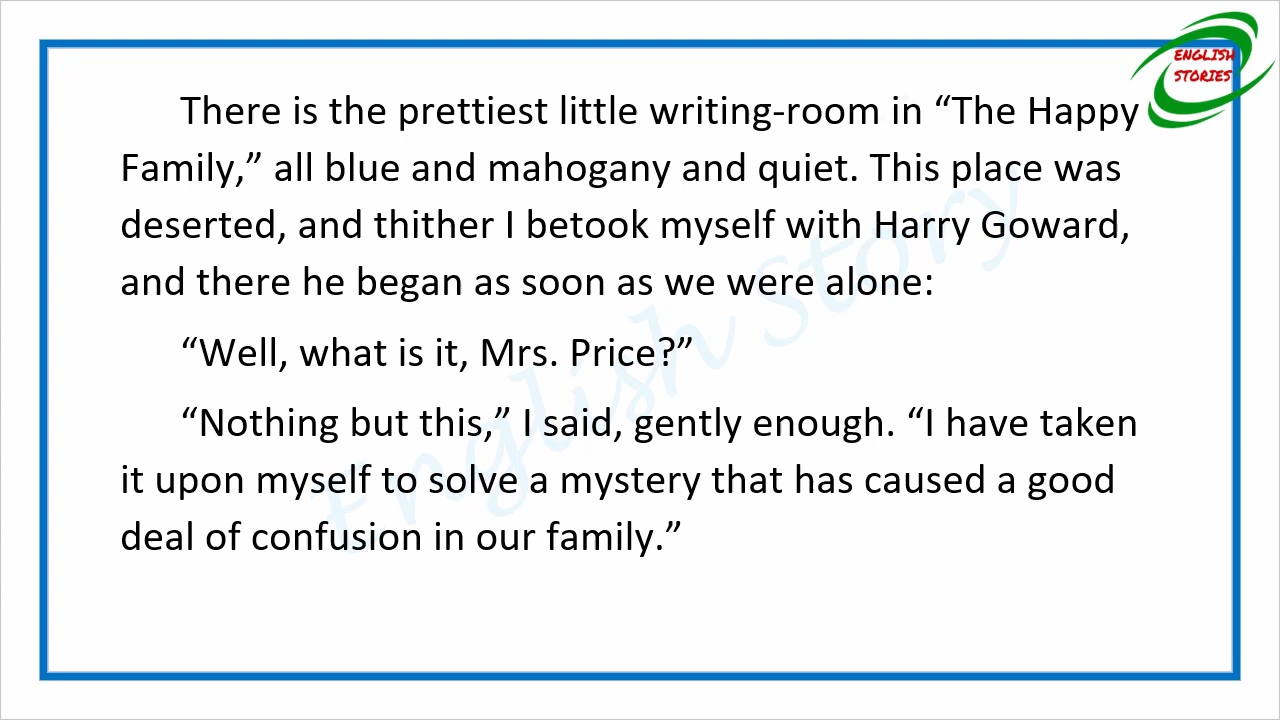 ENGLISH
STORIES
There is the prettiest little writing-room in “The Happy
Family,” all blue and mahogany and quiet. This place was
deserted, and thither I betook myself with Harry Goward,
and there he began as soon as we were alone:
“Well, what is it, Mrs. Price?”
“Nothing but this,” I said, gently enough. “I have taken
it upon myself to solve a mystery that has caused a good
deal of confusion in our family.”
English Story